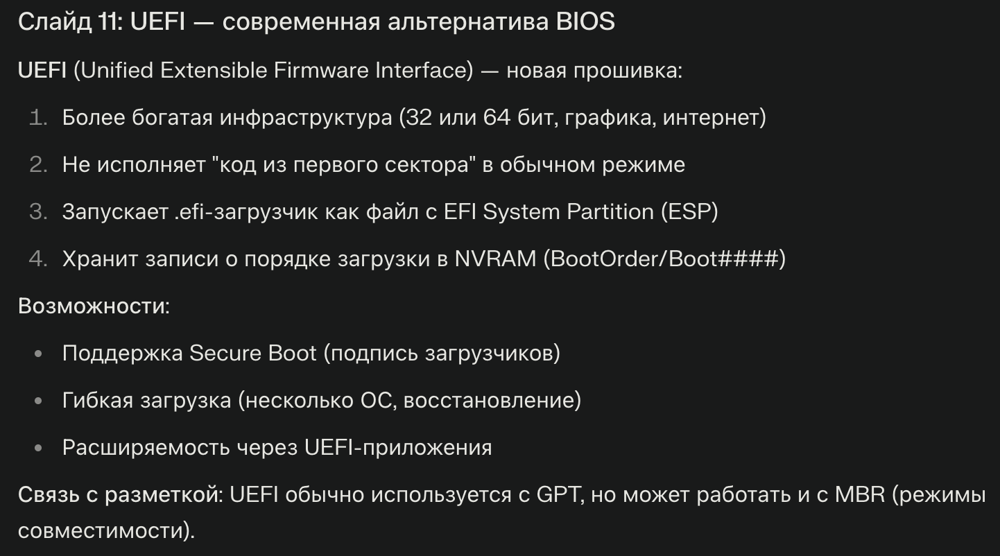 Слайд 11: UEFI — современная альтернатива BIOS
UEFI (Unified Extensible Firmware Interface) — новая прошивка:
1. Более богатая инфраструктура (32 или 64 бит, графика, интернет)
2. Не исполняет "код из первого сектора" в обычном режиме
3. Запускает .efi-загрузчик как файл с EFI System Partition (ESP)
4. Хранит записи о порядке загрузки в NVRAM (BootOrder/Boot####)
Возможности:
• Поддержка Secure Boot (подпись загрузчиков)
• Гибкая загрузка (несколько ОС, восстановление)
• Расширяемость через UEFI-приложения
Связь с разметкой: UEFI обычно используется с GPT, но может работать и с MBR (режимы
совместимости).